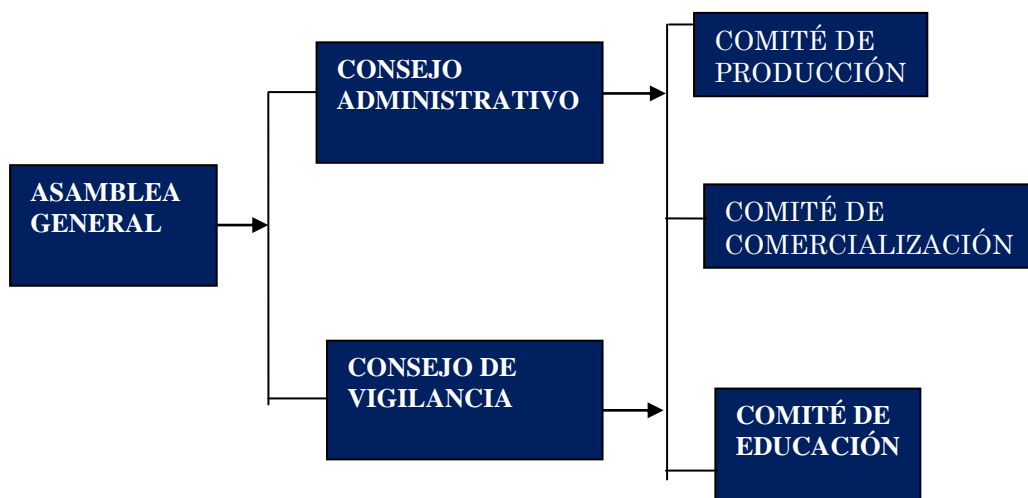 ASAMBLEA
GENERAL
CONSEJO
ADMINISTRATIVO
CONSEJO DE
VIGILANCIA
COMITÉ DE
PRODUCCIÓN
COMITÉ DE
COMERCIALIZACIÓN
COMITÉ DE
EDUCACIÓN